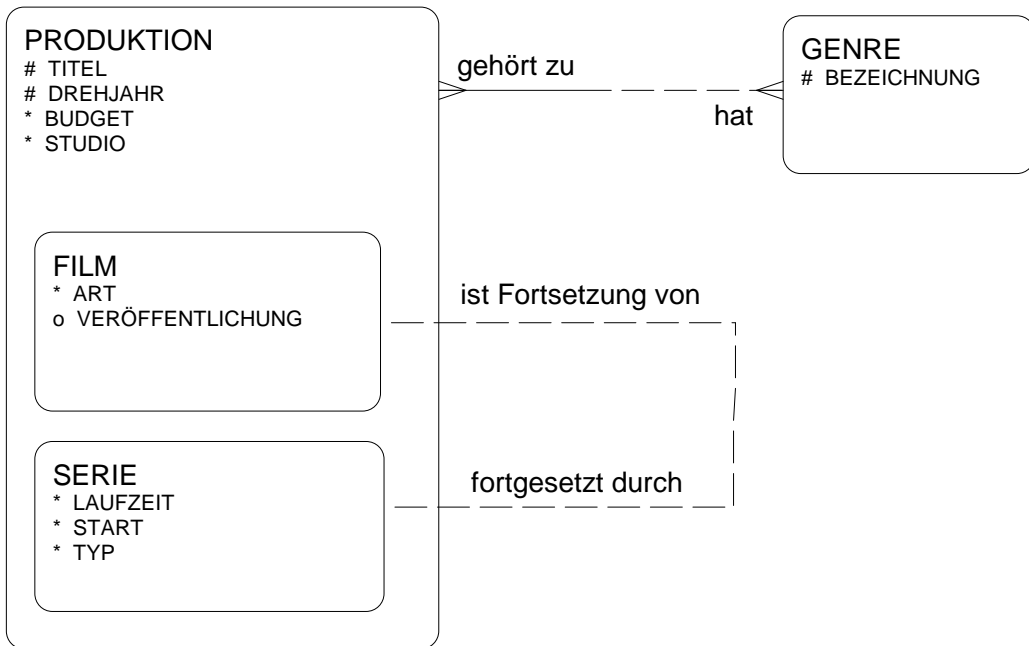 PRODUKTION
# TITEL
# DREHJAHR
* BUDGET
* STUDIO
gehört zu
hat
GENRE
# BEZEICHNUNG
FILM
* ART
o VERÖFFENTLICHUNG
ist Fortsetzung von
SERIE
* LAUFZEIT
* START
* TYP
fortgesetzt durch